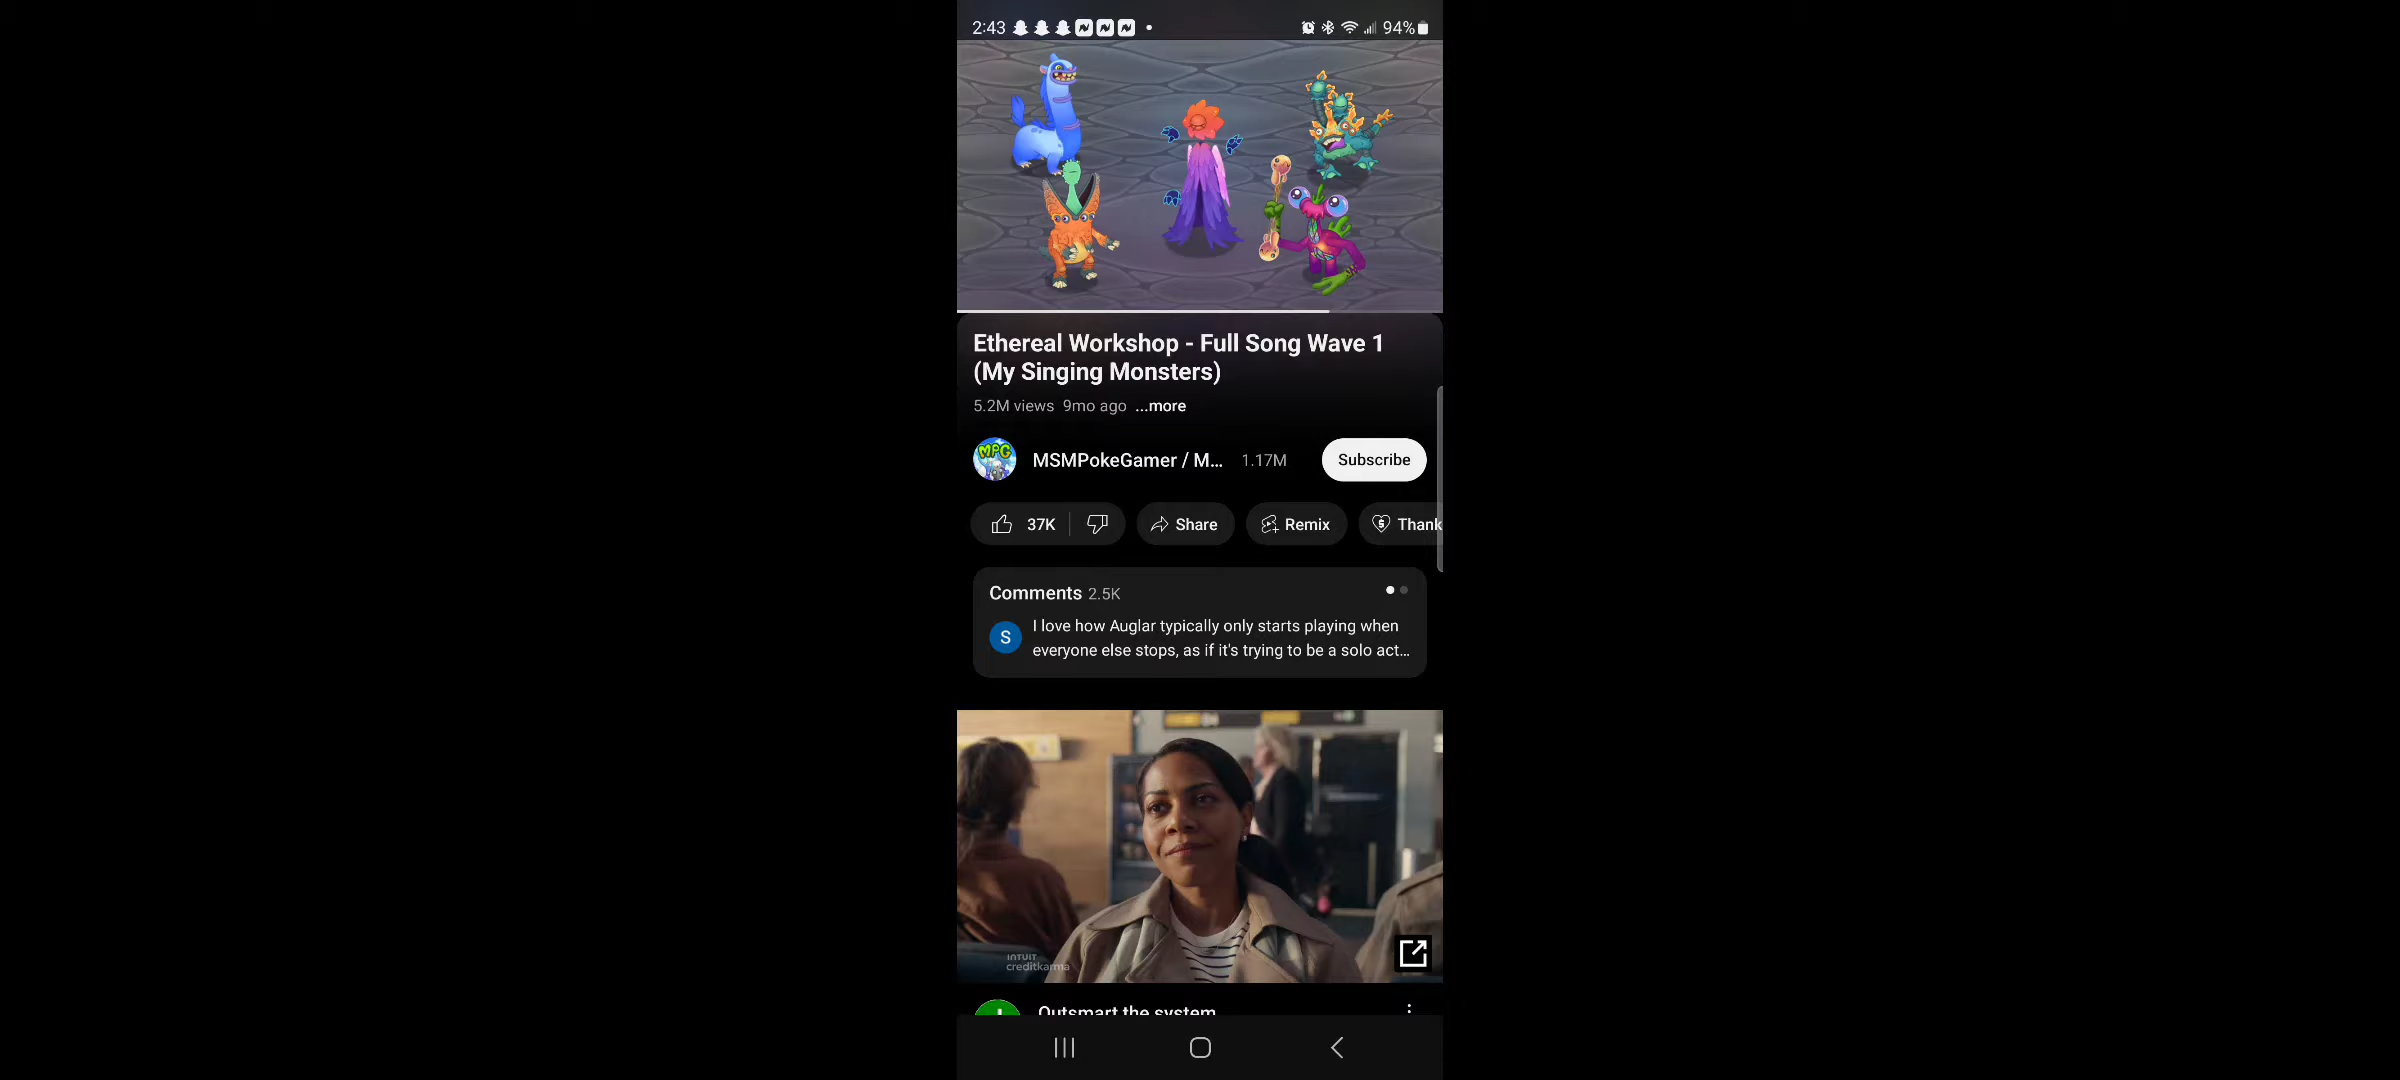 2:43
94%
Ethereal Workshop - Full Song Wave 1
(My Singing Monsters)
5.2M views 9mo ago ...more
MPG
MSMPokeGamer / M... 1.17M Subscribe
37K Share Remix Thank
Comments 2.5K
S
I love how Auglar typically only starts playing when
everyone else stops, as if it's trying to be a solo act...
INTUIT
creditkarma
Outsmart the system